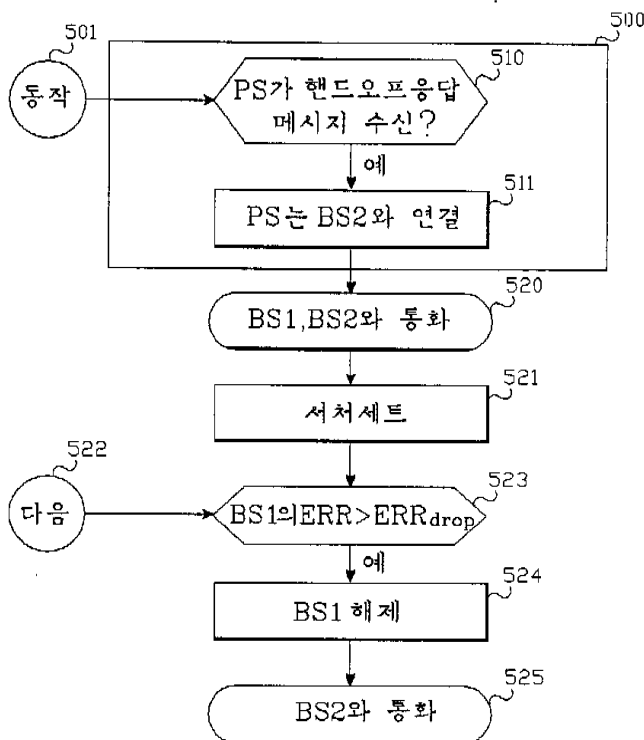 500
501
동작
510
PS가 핸드오프응답
메시지 수신?
예
511
PS는 BS2와 연결
520
BS1,BS2와 통화
521
서처세트
522
다음
523
BS1의ERR>ERRdrop
예
524
BS1 해제
525
BS2와 통화